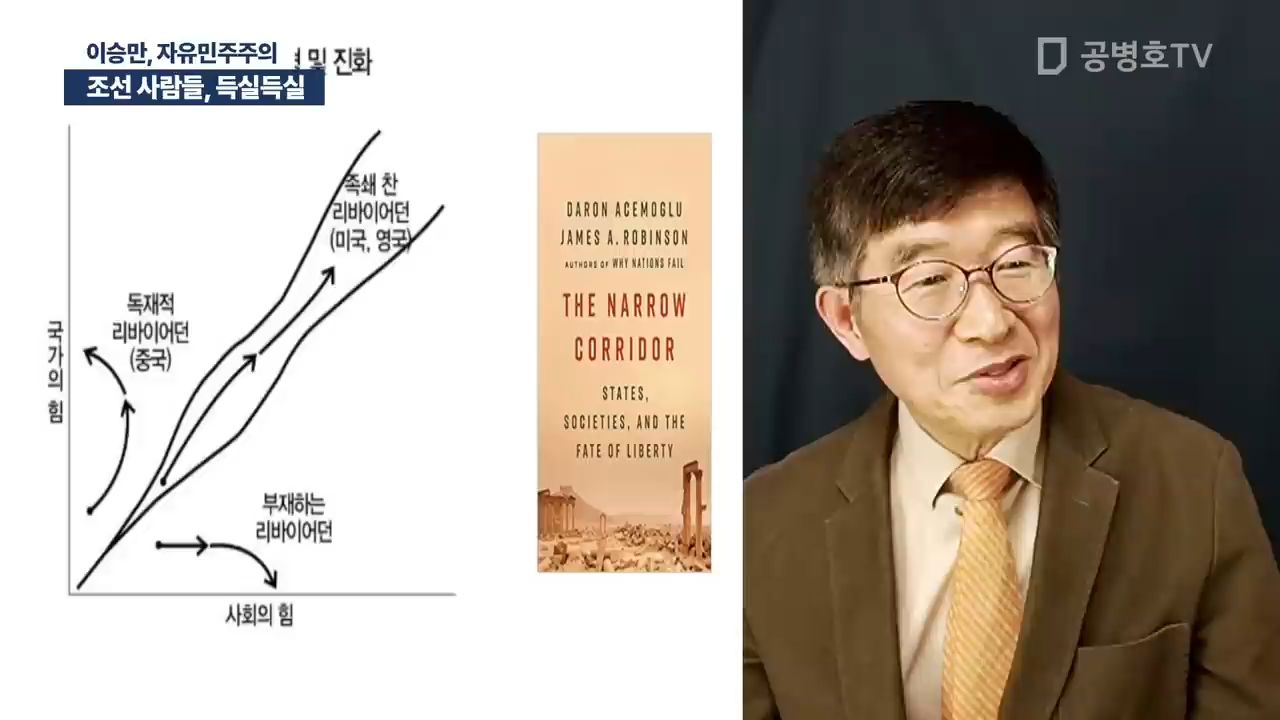 이승만, 자유민주주의
및 진화
조선 사람들, 득실득실
공병호TV
족쇄 찬
리바이어던
(미국, 영국)
독재적
리바이어던
(중국)
국가의 힘
부재하는
리바이어던
사회의 힘
DARON ACEMOGLU
JAMES A. ROBINSON
AUTHORS OF WHY NATIONS FAIL
THE NARROW
CORRIDOR
STATES,
SOCIETIES, AND THE
FATE OF LIBERTY